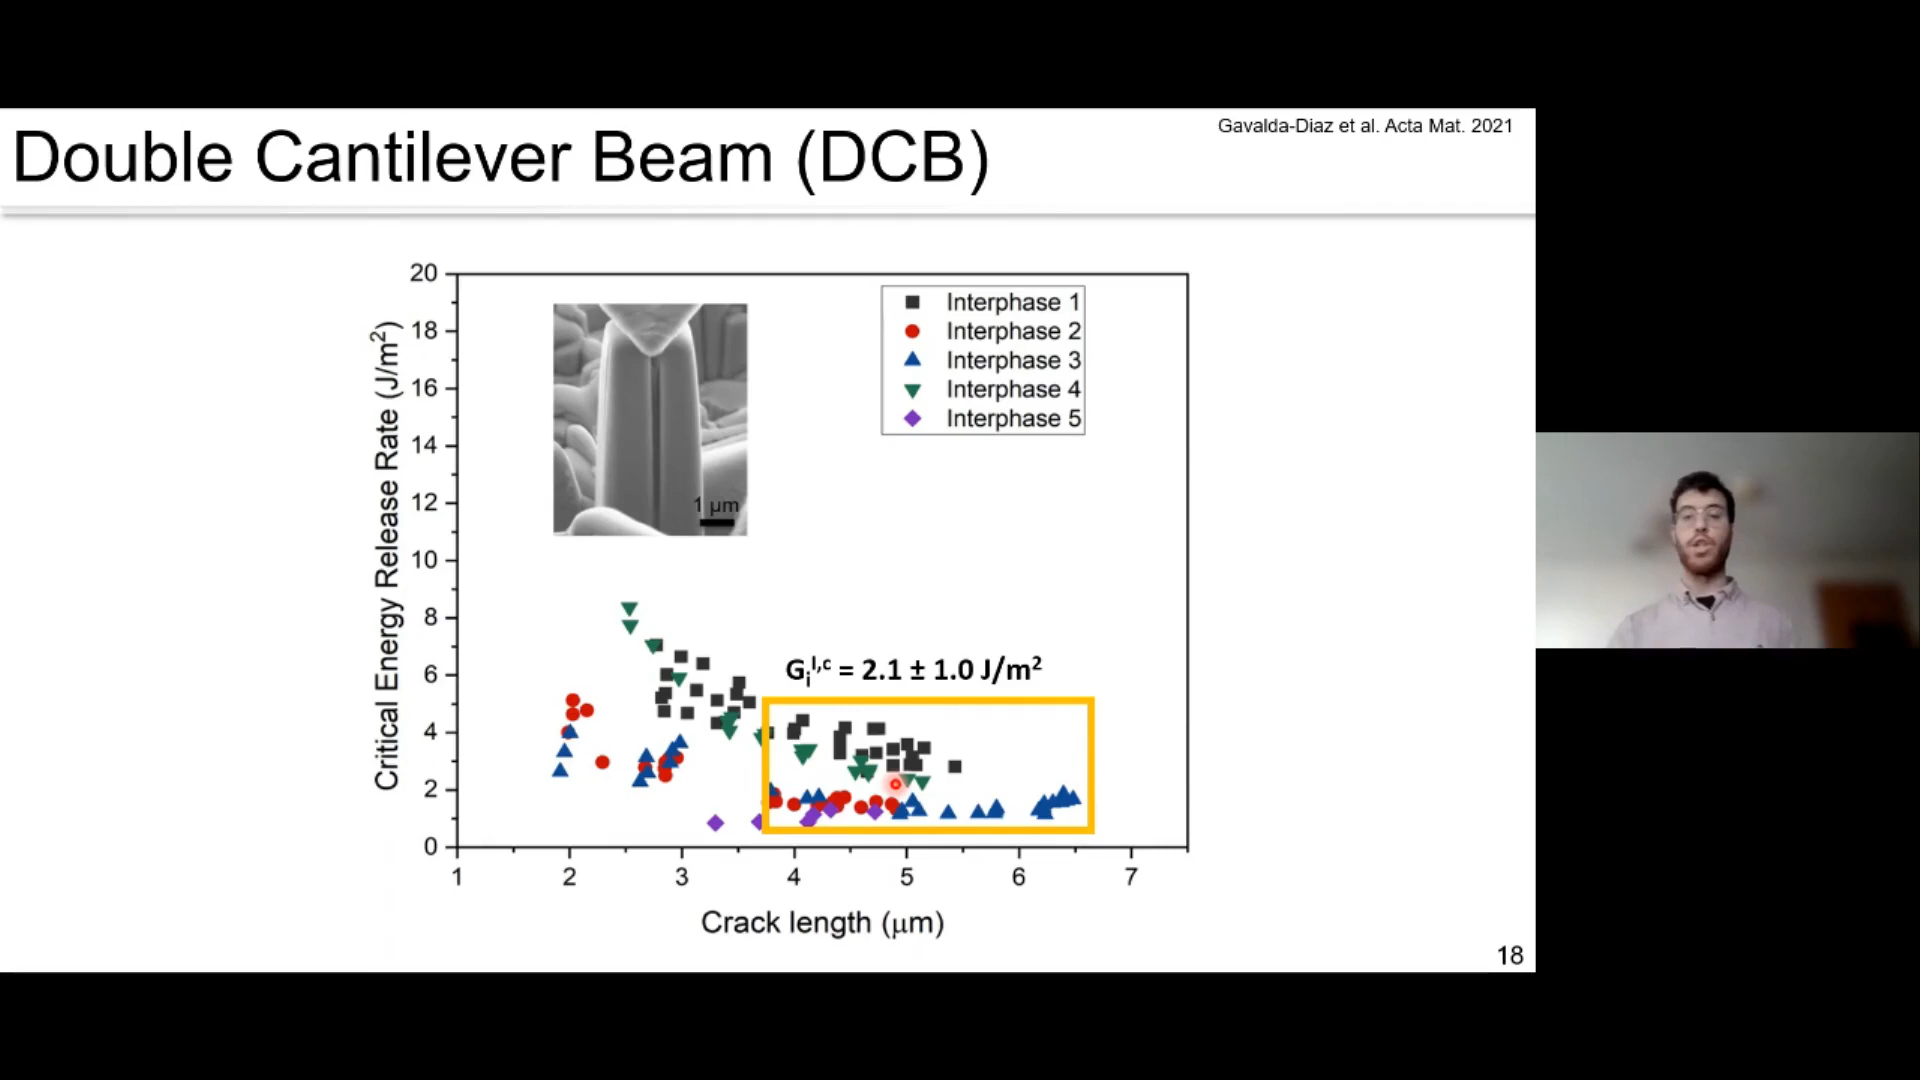 Double Cantilever Beam (DCB)
Gavalda-Diaz et al. Acta Mat. 2021
Critical Energy Release Rate (J/m²)
20
18
16
14
12
10
8
6
4
2
0
1 μm
Interphase 1
Interphase 2
Interphase 3
Interphase 4
Interphase 5
Gᵢᴵ,ᶜ = 2.1 ± 1.0 J/m²
1 2 3 4 5 6 7
Crack length (μm)
18